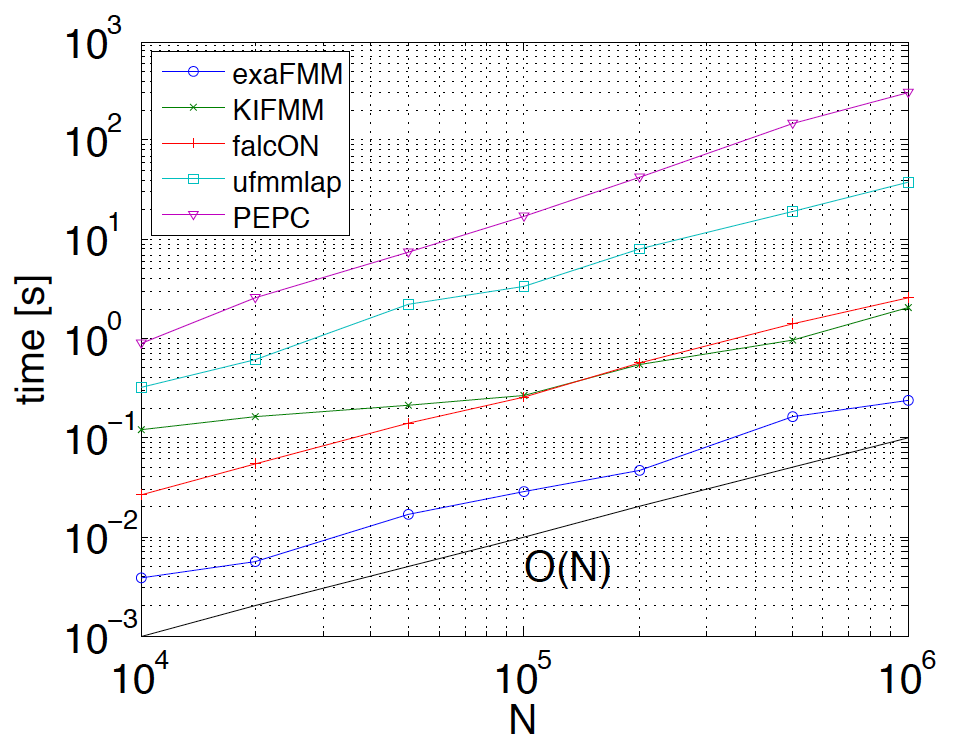 10^3
10^2
10^1
10^0
10^−1
10^−2
10^−3
time [s]
exaFMM
KIFMM
falcON
ufmmlap
PEPC
O(N)
10^4
10^5
10^6
N